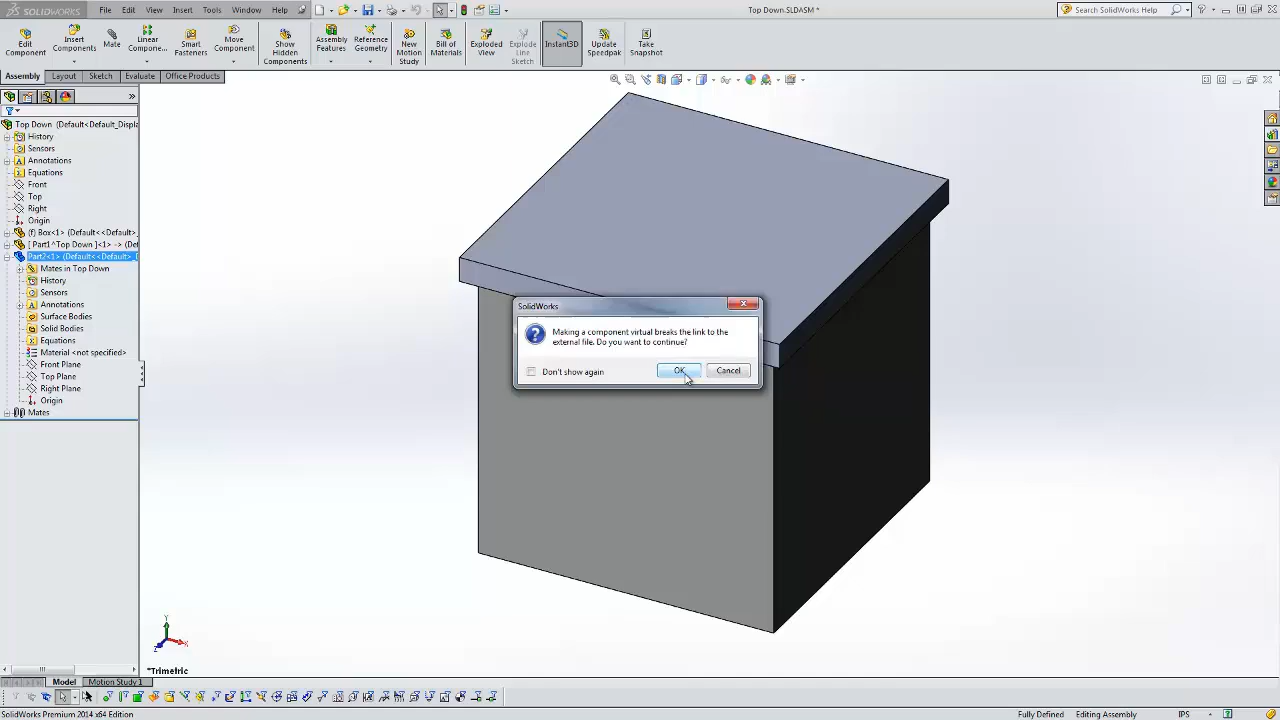 SOLIDWORKS
File
Edit
View
Insert
Tools
Window
Help
Top Down.SLDASM *
Search SolidWorks Help
Edit Component
Insert Components
Mate
Linear Compone...
Smart Fasteners
Move Component
Show Hidden Components
Assembly Features
Reference Geometry
New Motion Study
Bill of Materials
Exploded View
Explode Line Sketch
Instant3D
Update Speedpak
Take Snapshot
Assembly
Layout
Sketch
Evaluate
Office Products
Top Down (Default<Default_Displa
History
Sensors
Annotations
Equations
Front
Top
Right
Origin
(f) Box<1> (Default<<Default>_
[ Part1^Top Down ]<1> -> (De
Part2<1> (Default<<Default>_D
Mates in Top Down
History
Sensors
Annotations
Surface Bodies
Solid Bodies
Equations
Material <not specified>
Front Plane
Top Plane
Right Plane
Origin
Mates
SolidWorks
Making a component virtual breaks the link to the
external file. Do you want to continue?
Don't show again
OK
Cancel
Y
X
Z
*Trimetric
Model
Motion Study 1
SolidWorks Premium 2014 x64 Edition
Fully Defined
Editing Assembly
IPS